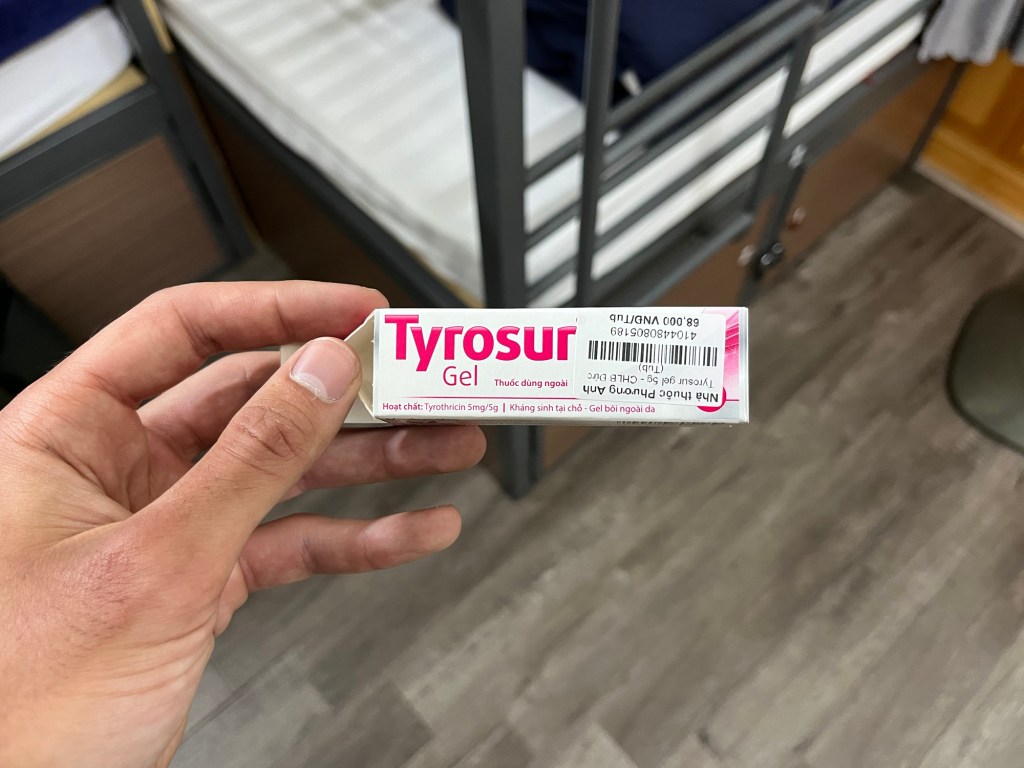 Tyrosur
Gel
Thuốc dùng ngoài
Hoạt chất: Tyrothricin 5mg/5g | Kháng sinh tại chỗ - Gel bôi ngoài da
Nhà thuốc Phương Anh
Tyrosur gel 5g - CHLB Đức
(Tub)
4104480805189
68,000 VND/Tub